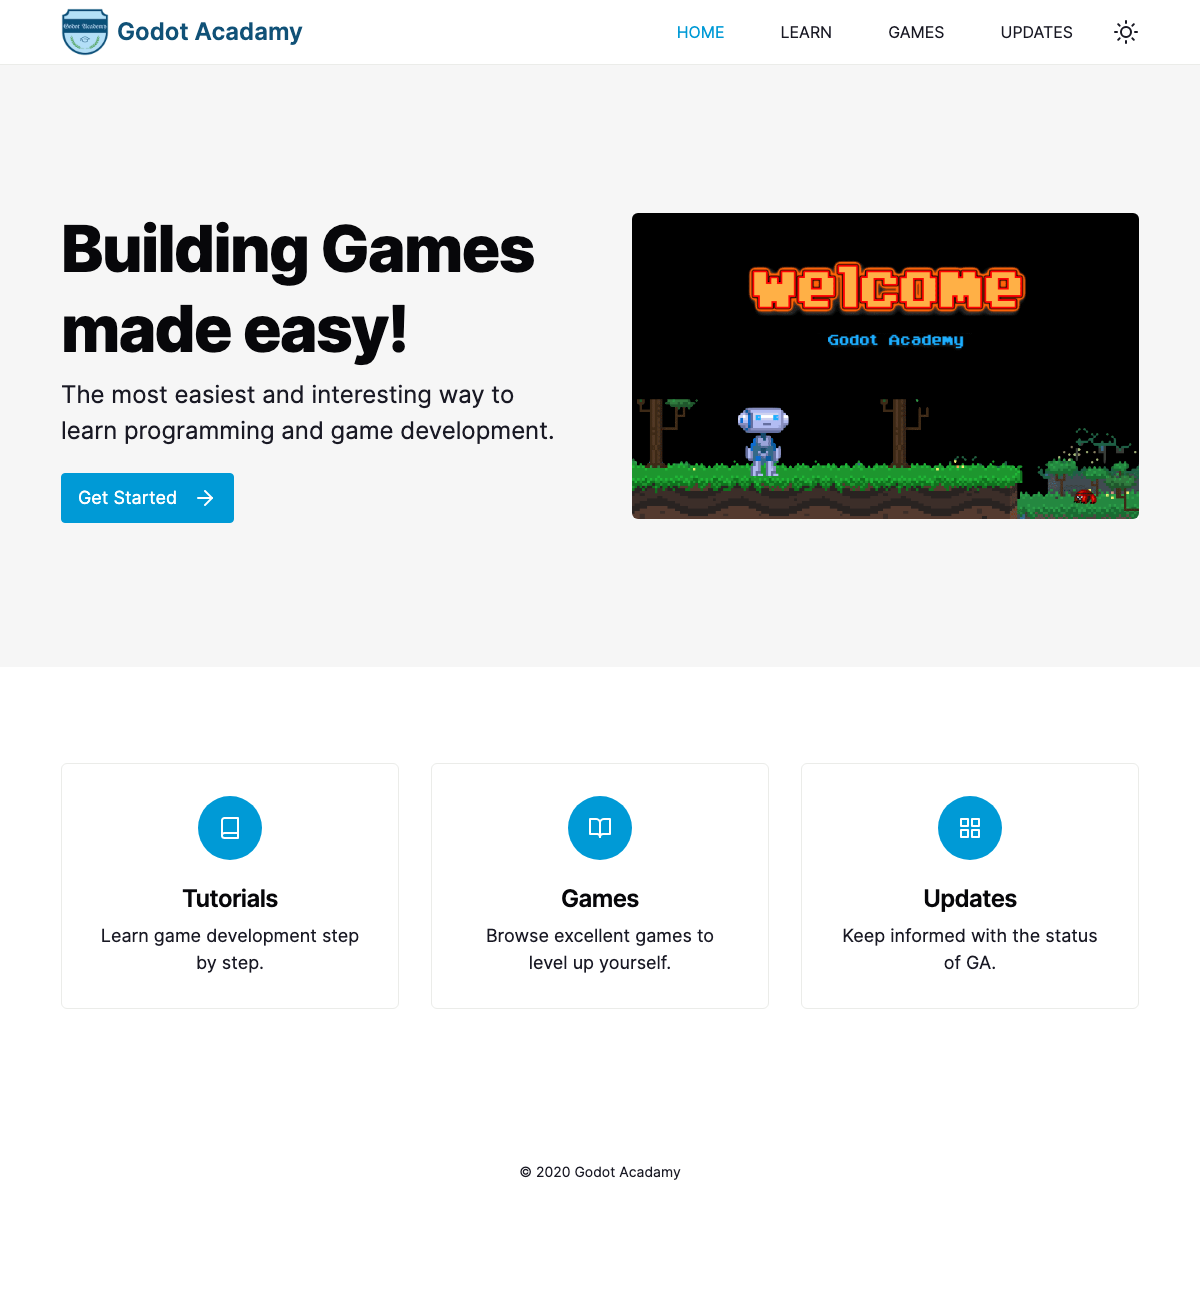 Godot Academy
Godot Acadamy
HOME
LEARN
GAMES
UPDATES
Building Games
made easy!
The most easiest and interesting way to
learn programming and game development.
Get Started
welcome
Godot Academy
Tutorials
Learn game development step
by step.
Games
Browse excellent games to
level up yourself.
Updates
Keep informed with the status
of GA.
© 2020 Godot Acadamy